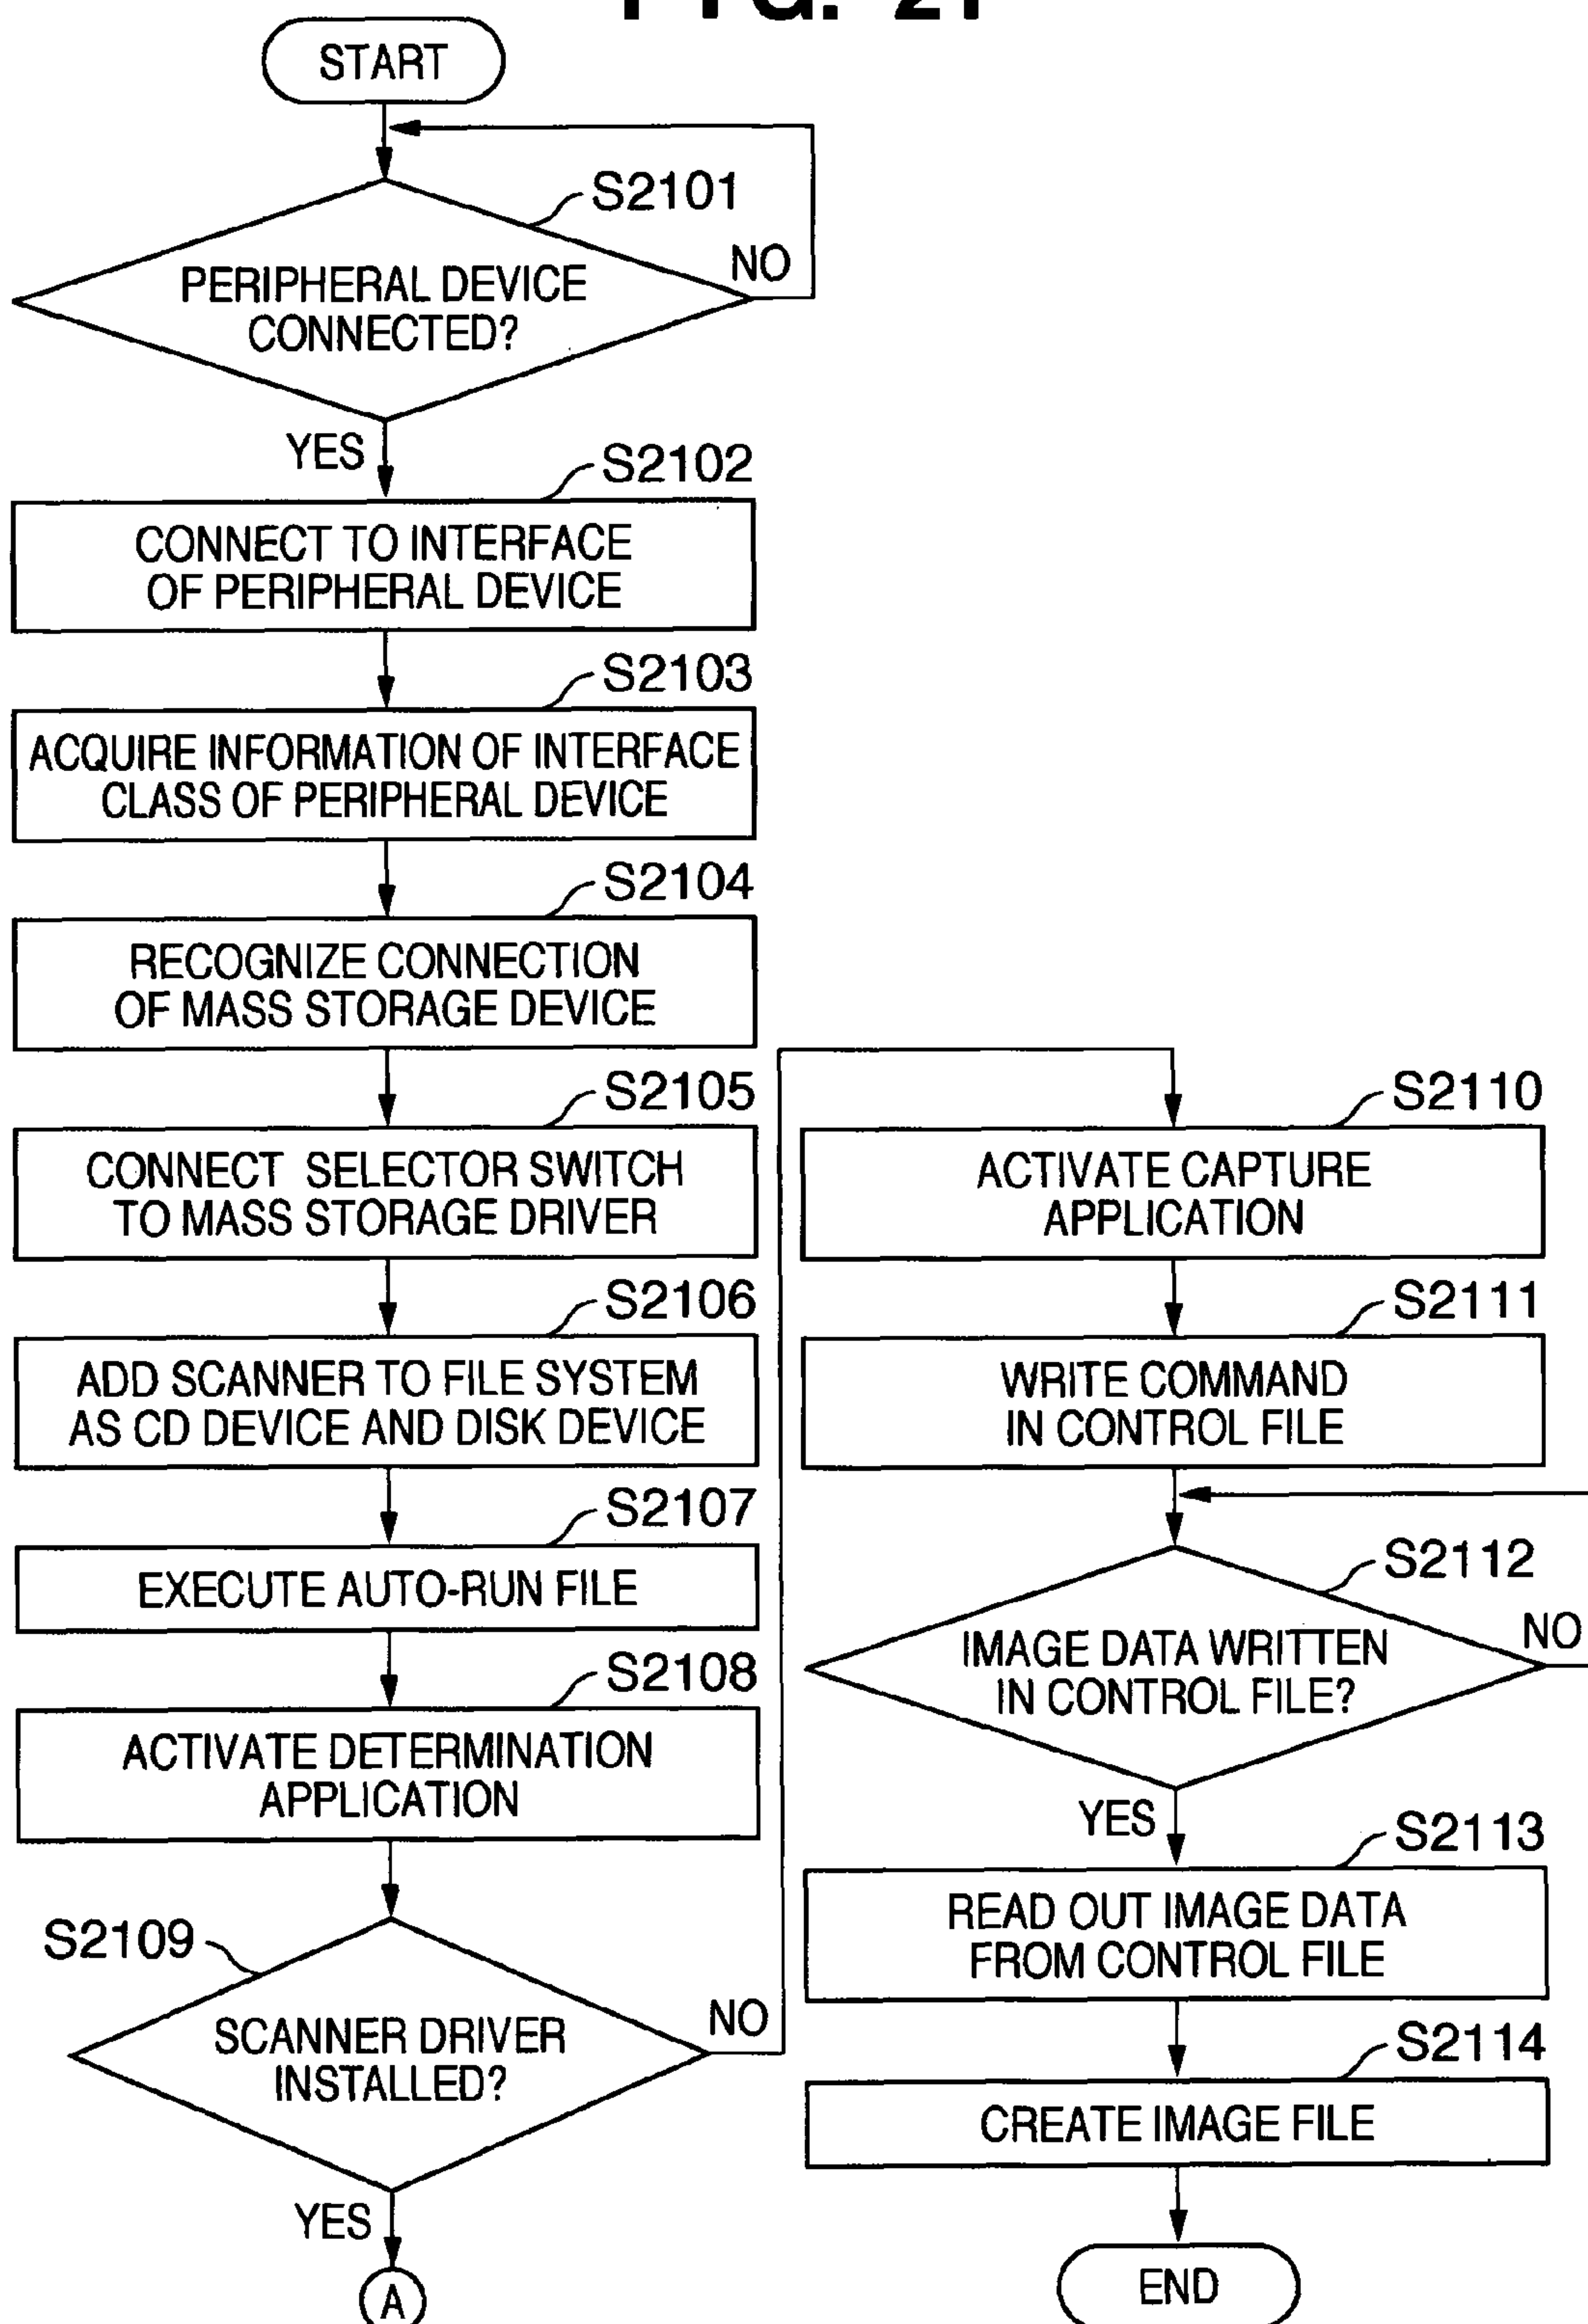 FIG. 21
START
S2101
PERIPHERAL DEVICE
CONNECTED?
NO
YES
S2102
CONNECT TO INTERFACE
OF PERIPHERAL DEVICE
S2103
ACQUIRE INFORMATION OF INTERFACE
CLASS OF PERIPHERAL DEVICE
S2104
RECOGNIZE CONNECTION
OF MASS STORAGE DEVICE
S2105
CONNECT SELECTOR SWITCH
TO MASS STORAGE DRIVER
S2106
ADD SCANNER TO FILE SYSTEM
AS CD DEVICE AND DISK DEVICE
S2107
EXECUTE AUTO-RUN FILE
S2108
ACTIVATE DETERMINATION
APPLICATION
S2109
SCANNER DRIVER
INSTALLED?
NO
YES
A
S2110
ACTIVATE CAPTURE
APPLICATION
S2111
WRITE COMMAND
IN CONTROL FILE
S2112
IMAGE DATA WRITTEN
IN CONTROL FILE?
NO
YES
S2113
READ OUT IMAGE DATA
FROM CONTROL FILE
S2114
CREATE IMAGE FILE
END